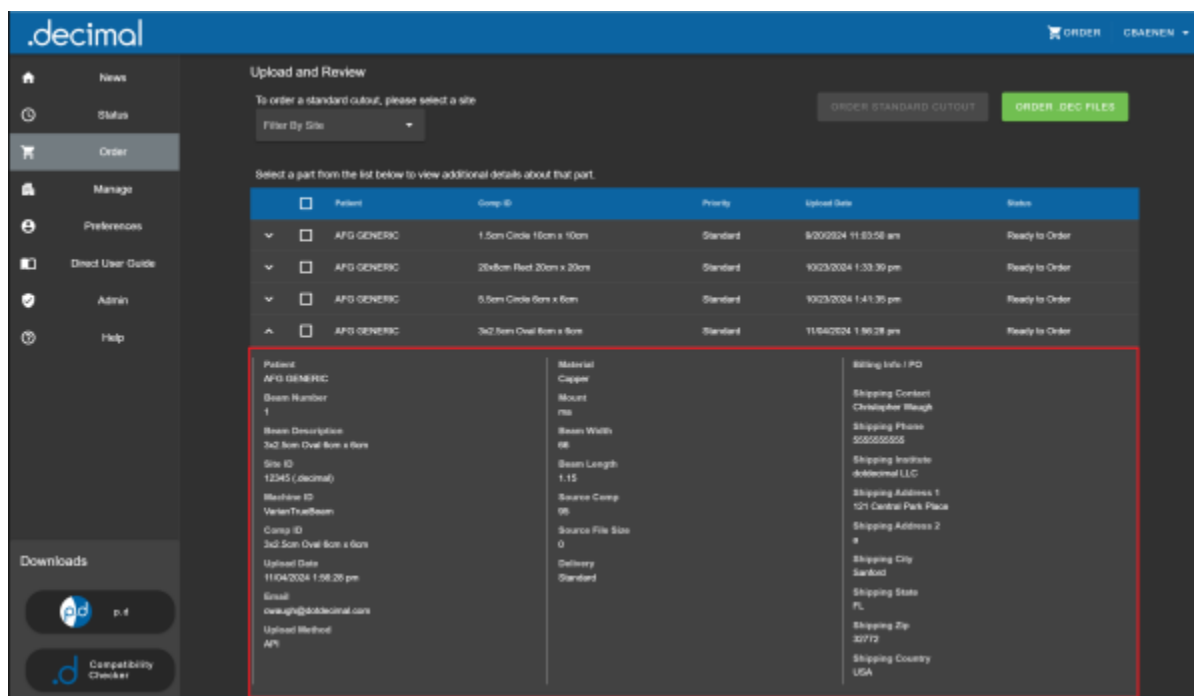 .decimal
ORDER CBAENEN
News
Status
Order
Manage
Preferences
Direct User Guide
Admin
Help
Downloads
p.d
Compatibility
Checker
Upload and Review
To order a standard cutout, please select a site
Filter By Site
ORDER STANDARD CUTOUT
ORDER .DEC FILES
Select a part from the list below to view additional details about that part.
Patient Comp ID Priority Upload Date Status
AFG GENERIC 1.5cm Circle 10cm x 10cm Standard 9/20/2024 11:03:50 am Ready to Order
AFG GENERIC 20x8cm Rect 20cm x 20cm Standard 10/23/2024 1:33:39 pm Ready to Order
AFG GENERIC 5.5cm Circle 6cm x 6cm Standard 10/23/2024 1:41:35 pm Ready to Order
AFG GENERIC 3x2.5cm Oval 6cm x 6cm Standard 11/04/2024 1:56:28 pm Ready to Order
Patient
AFG GENERIC
Beam Number
1
Beam Description
3x2.5cm Oval 6cm x 6cm
Site ID
12345 (.decimal)
Machine ID
VarianTrueBeam
Comp ID
3x2.5cm Oval 6cm x 6cm
Upload Date
11/04/2024 1:56:28 pm
Email
cwaugh@dotdecimal.com
Upload Method
API
Material
Copper
Mount
Beam Width
Beam Length
1.15
Source Comp
Source File Size
0
Delivery
Standard
Billing Info / PO
Shipping Contact
Christopher Waugh
Shipping Phone
5555555555
Shipping Institute
dotdecimal LLC
Shipping Address 1
121 Central Park Place
Shipping Address 2
Shipping City
Sanford
Shipping State
FL
Shipping Zip
32772
Shipping Country
USA